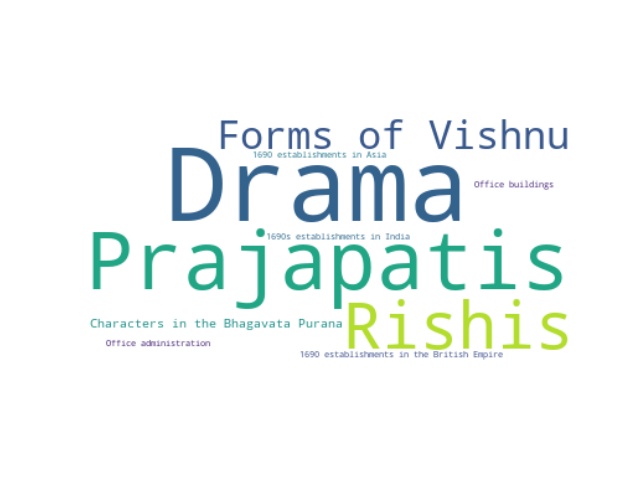 Forms of Vishnu
1690 establishments in Asia
Drama
Office buildings
1690s establishments in India
Prajapatis
Rishis
Characters in the Bhagavata Purana
Office administration
1690 establishments in the British Empire